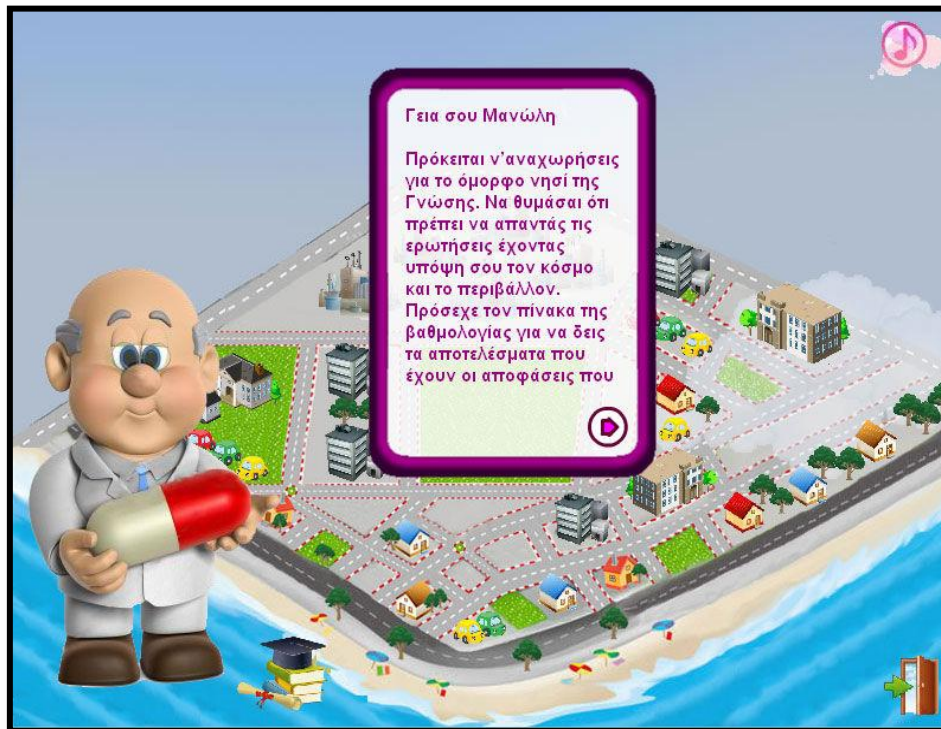 Γεια σου Μανώλη
Πρόκειται ν'αναχωρήσεις
για το όμορφο νησί της
Γνώσης. Να θυμάσαι ότι
πρέπει να απαντάς τις
ερωτήσεις έχοντας
υπόψη σου τον κόσμο
και το περιβάλλον.
Πρόσεχε τον πίνακα της
βαθμολογίας για να δεις
τα αποτελέσματα που
έχουν οι αποφάσεις που